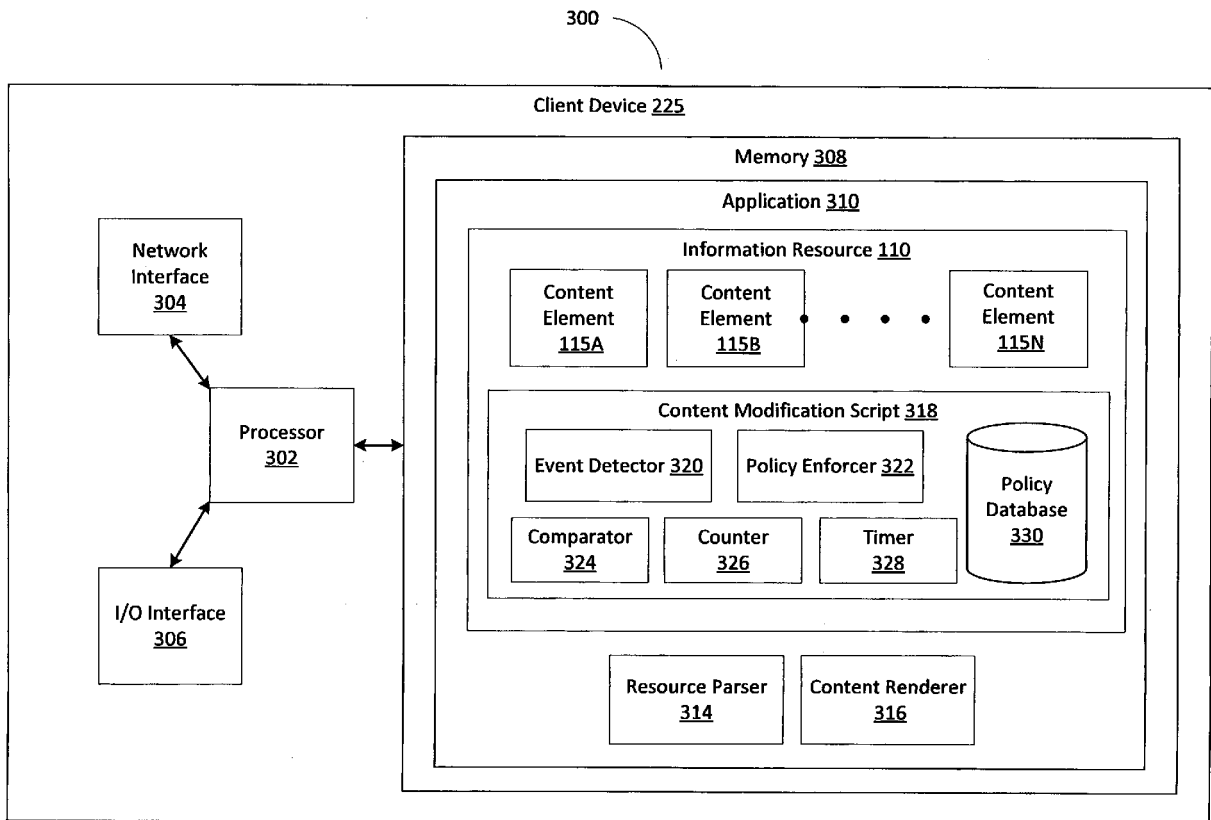 300
Client Device 225
Memory 308
Application 310
Information Resource 110
Network
Interface
304
Content
Element
115A
Content
Element
115B
Content
Element
115N
Processor
302
Content Modification Script 318
Event Detector 320
Policy Enforcer 322
Policy
Database
330
Comparator
324
Counter
326
Timer
328
I/O Interface
306
Resource Parser
314
Content Renderer
316